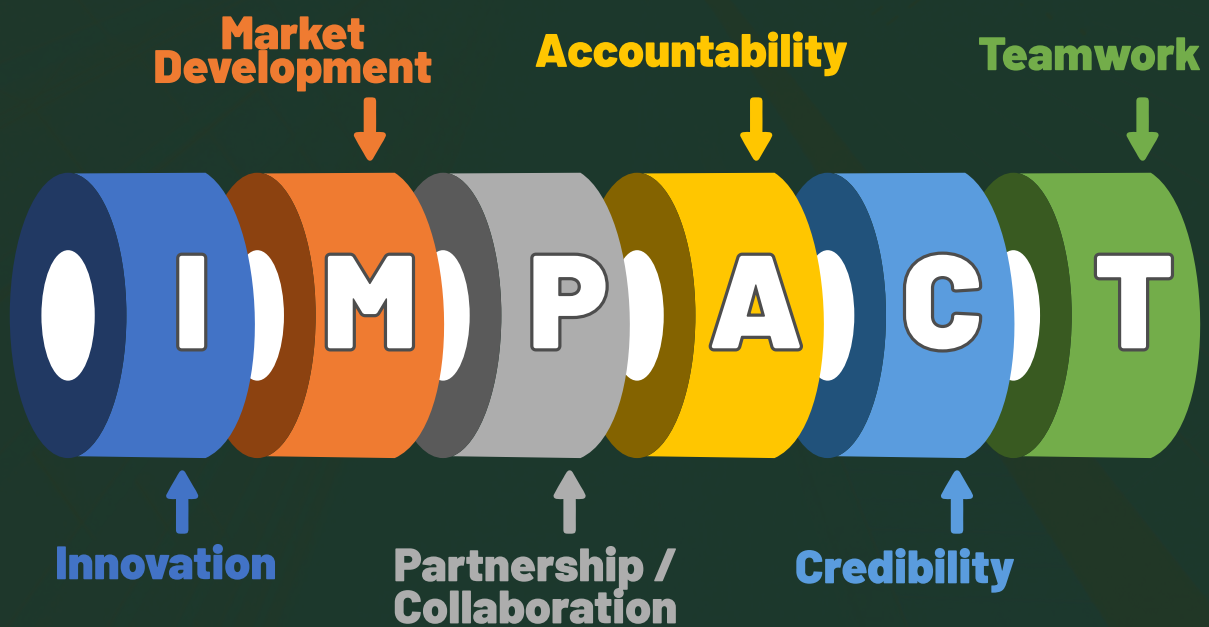 Market
Development
Accountability
Teamwork
I M P A C T
Innovation
Partnership /
Collaboration
Credibility